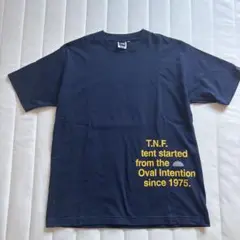 T.N.F.
tent started
from the
Oval Intention
since 1975.